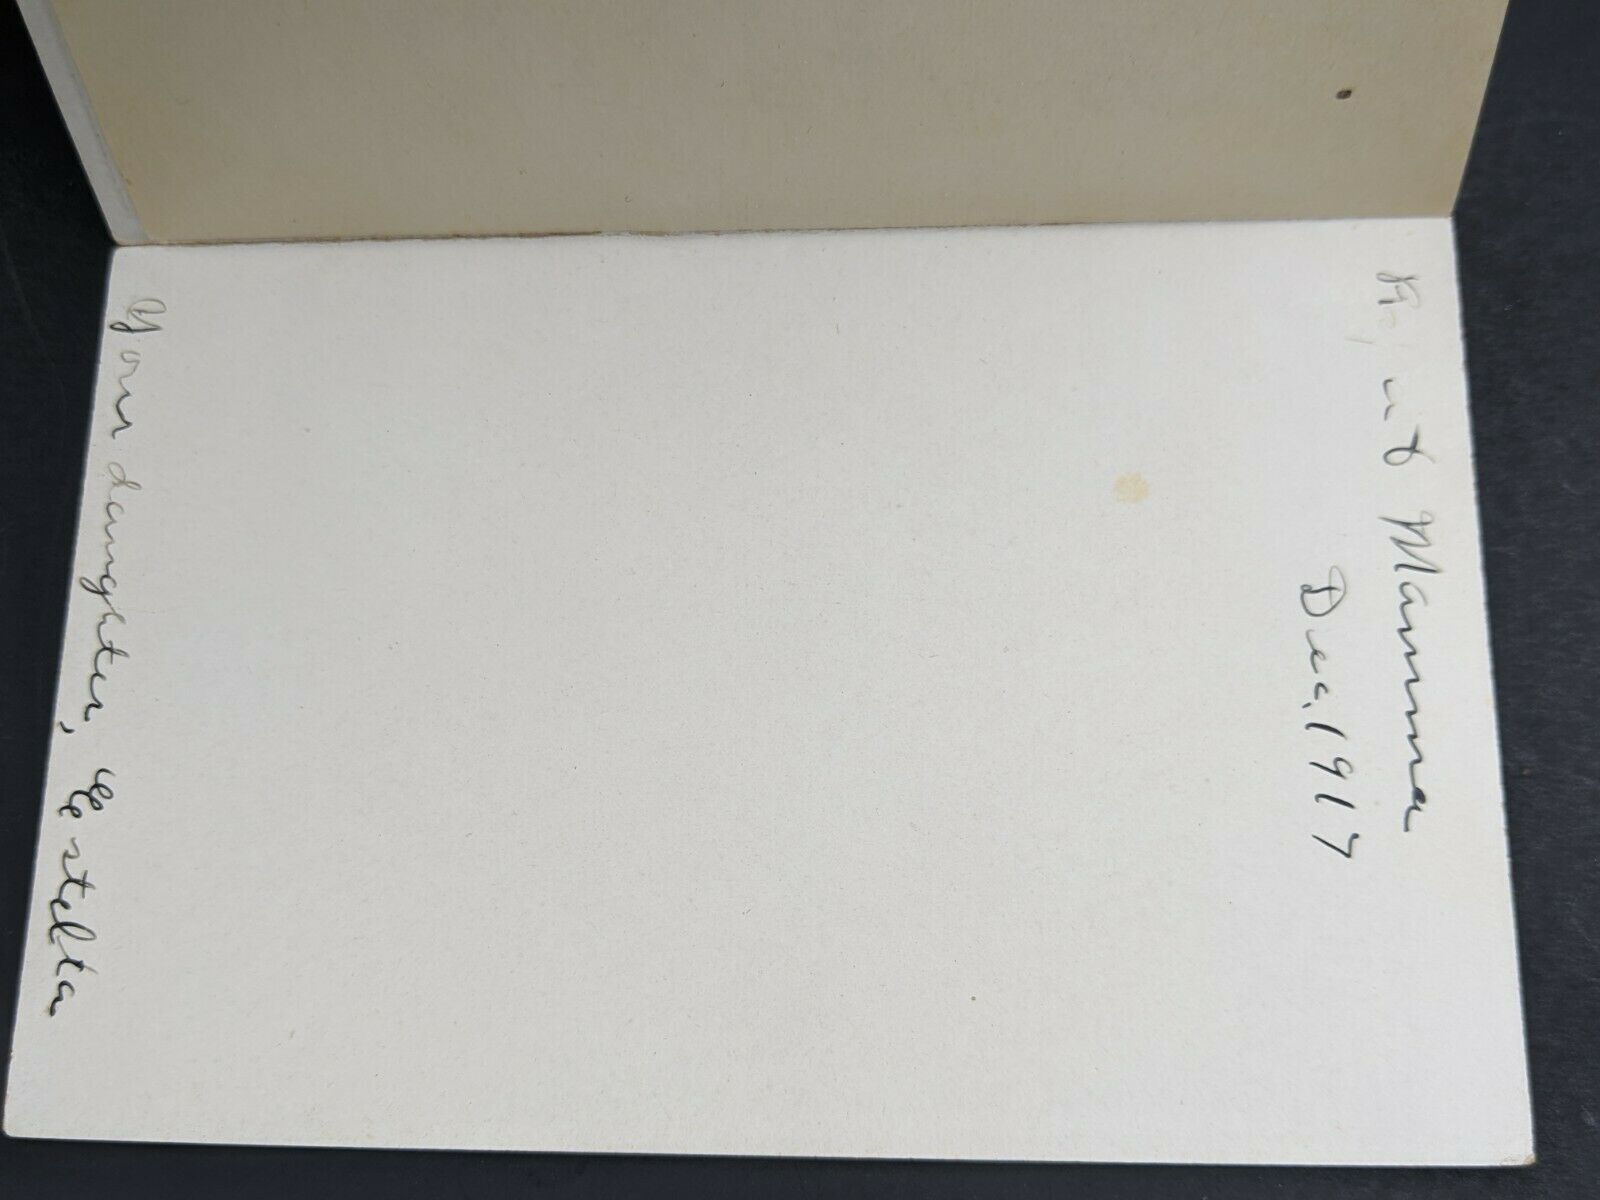 Mamma
Dec. 1917
Your daughter, Estella